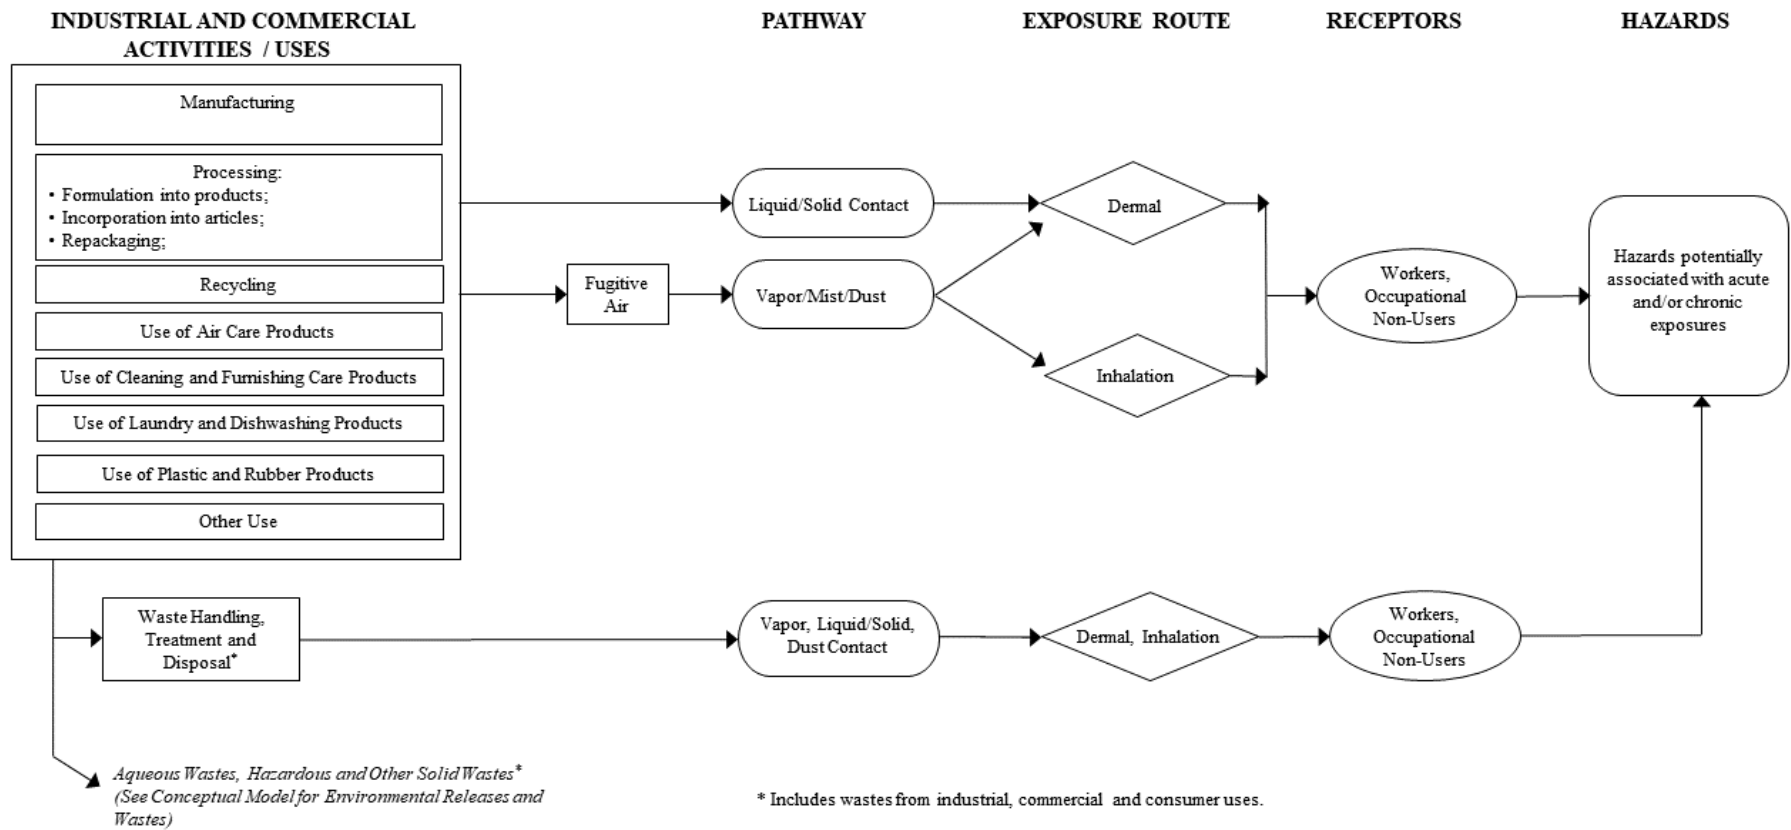 INDUSTRIAL AND COMMERCIAL
ACTIVITIES / USES
PATHWAY
EXPOSURE ROUTE
RECEPTORS
HAZARDS
Manufacturing
Processing:
• Formulation into products;
• Incorporation into articles;
• Repackaging;
Recycling
Use of Air Care Products
Use of Cleaning and Furnishing Care Products
Use of Laundry and Dishwashing Products
Use of Plastic and Rubber Products
Other Use
Liquid/Solid Contact
Dermal
Fugitive
Air
Vapor/Mist/Dust
Inhalation
Workers,
Occupational
Non-Users
Hazards potentially
associated with acute
and/or chronic
exposures
Waste Handling,
Treatment and
Disposal*
Vapor, Liquid/Solid,
Dust Contact
Dermal, Inhalation
Workers,
Occupational
Non-Users
Aqueous Wastes, Hazardous and Other Solid Wastes*
(See Conceptual Model for Environmental Releases and
Wastes)
* Includes wastes from industrial, commercial and consumer uses.